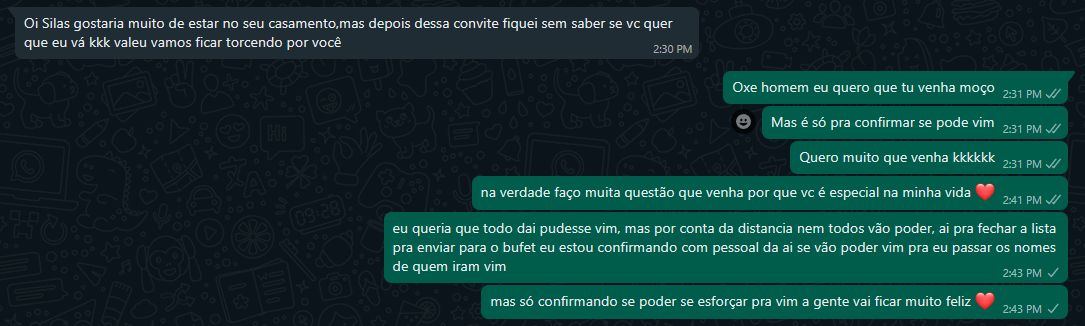 Oi Silas gostaria muito de estar no seu casamento,mas depois dessa convite fiquei sem saber se vc quer
que eu vá kkk valeu vamos ficar torcendo por você
2:30 PM
Oxe homem eu quero que tu venha moço 2:31 PM
Mas é só pra confirmar se pode vim 2:31 PM
Quero muito que venha kkkkkk 2:31 PM
na verdade faço muita questão que venha por que vc é especial na minha vida ❤️ 2:41 PM
eu queria que todo dai pudesse vim, mas por conta da distancia nem todos vão poder, ai pra fechar a lista
pra enviar para o bufet eu estou confirmando com pessoal da ai se vão poder vim pra eu passar os nomes
de quem iram vim
2:43 PM
mas só confirmando se poder se esforçar pra vim a gente vai ficar muito feliz ❤️ 2:43 PM